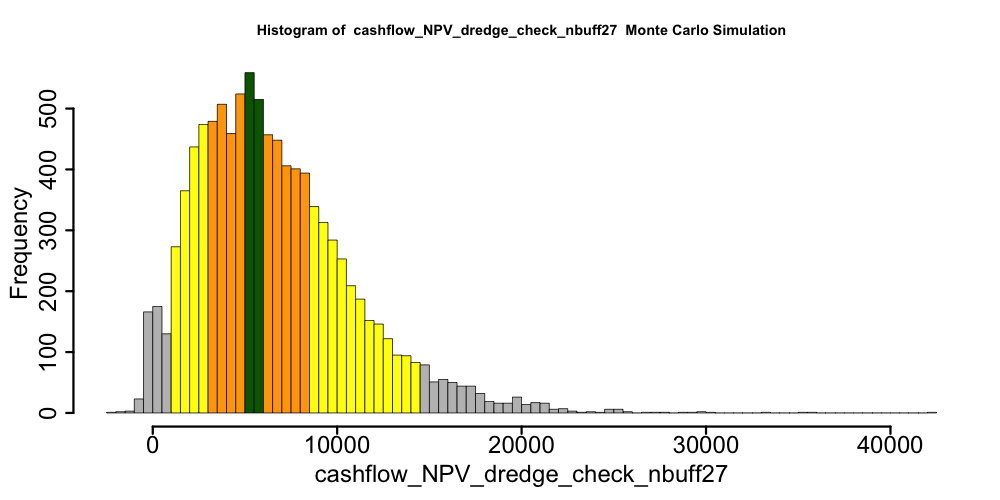 Histogram of cashflow_NPV_dredge_check_nbuff27 Monte Carlo Simulation
Frequency
500
400
300
200
100
0
0 10000 20000 30000 40000
cashflow_NPV_dredge_check_nbuff27